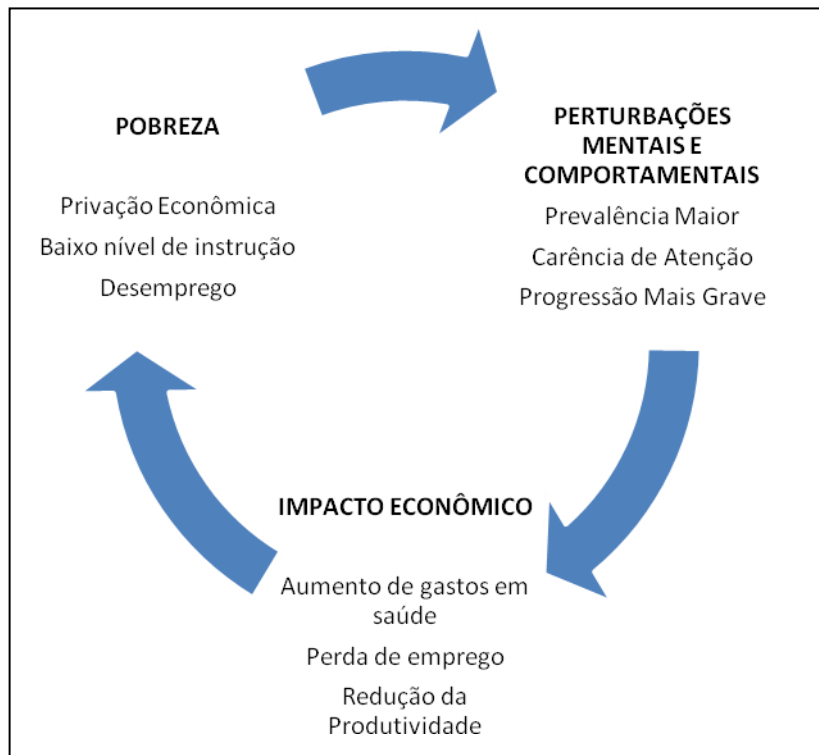 POBREZA
Privação Econômica
Baixo nível de instrução
Desemprego
PERTURBAÇÕES
MENTAIS E
COMPORTAMENTAIS
Prevalência Maior
Carência de Atenção
Progressão Mais Grave
IMPACTO ECONÔMICO
Aumento de gastos em
saúde
Perda de emprego
Redução da
Produtividade